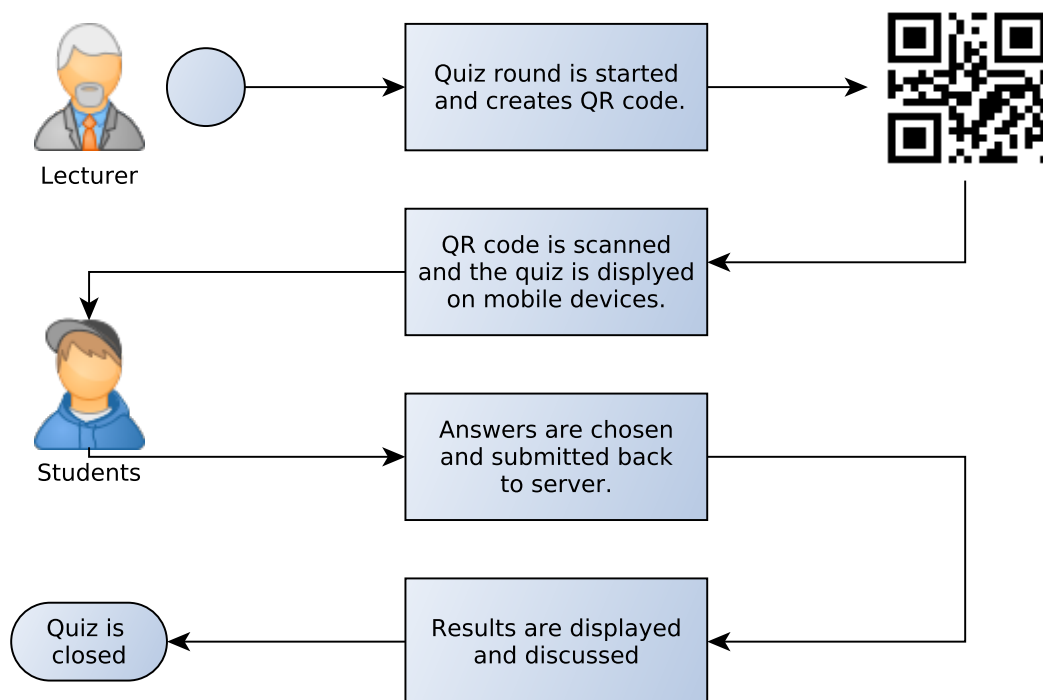 Quiz round is started
and creates QR code.
Lecturer
QR code is scanned
and the quiz is displyed
on mobile devices.
Answers are chosen
and submitted back
to server.
Students
Results are displayed
and discussed
Quiz is
closed